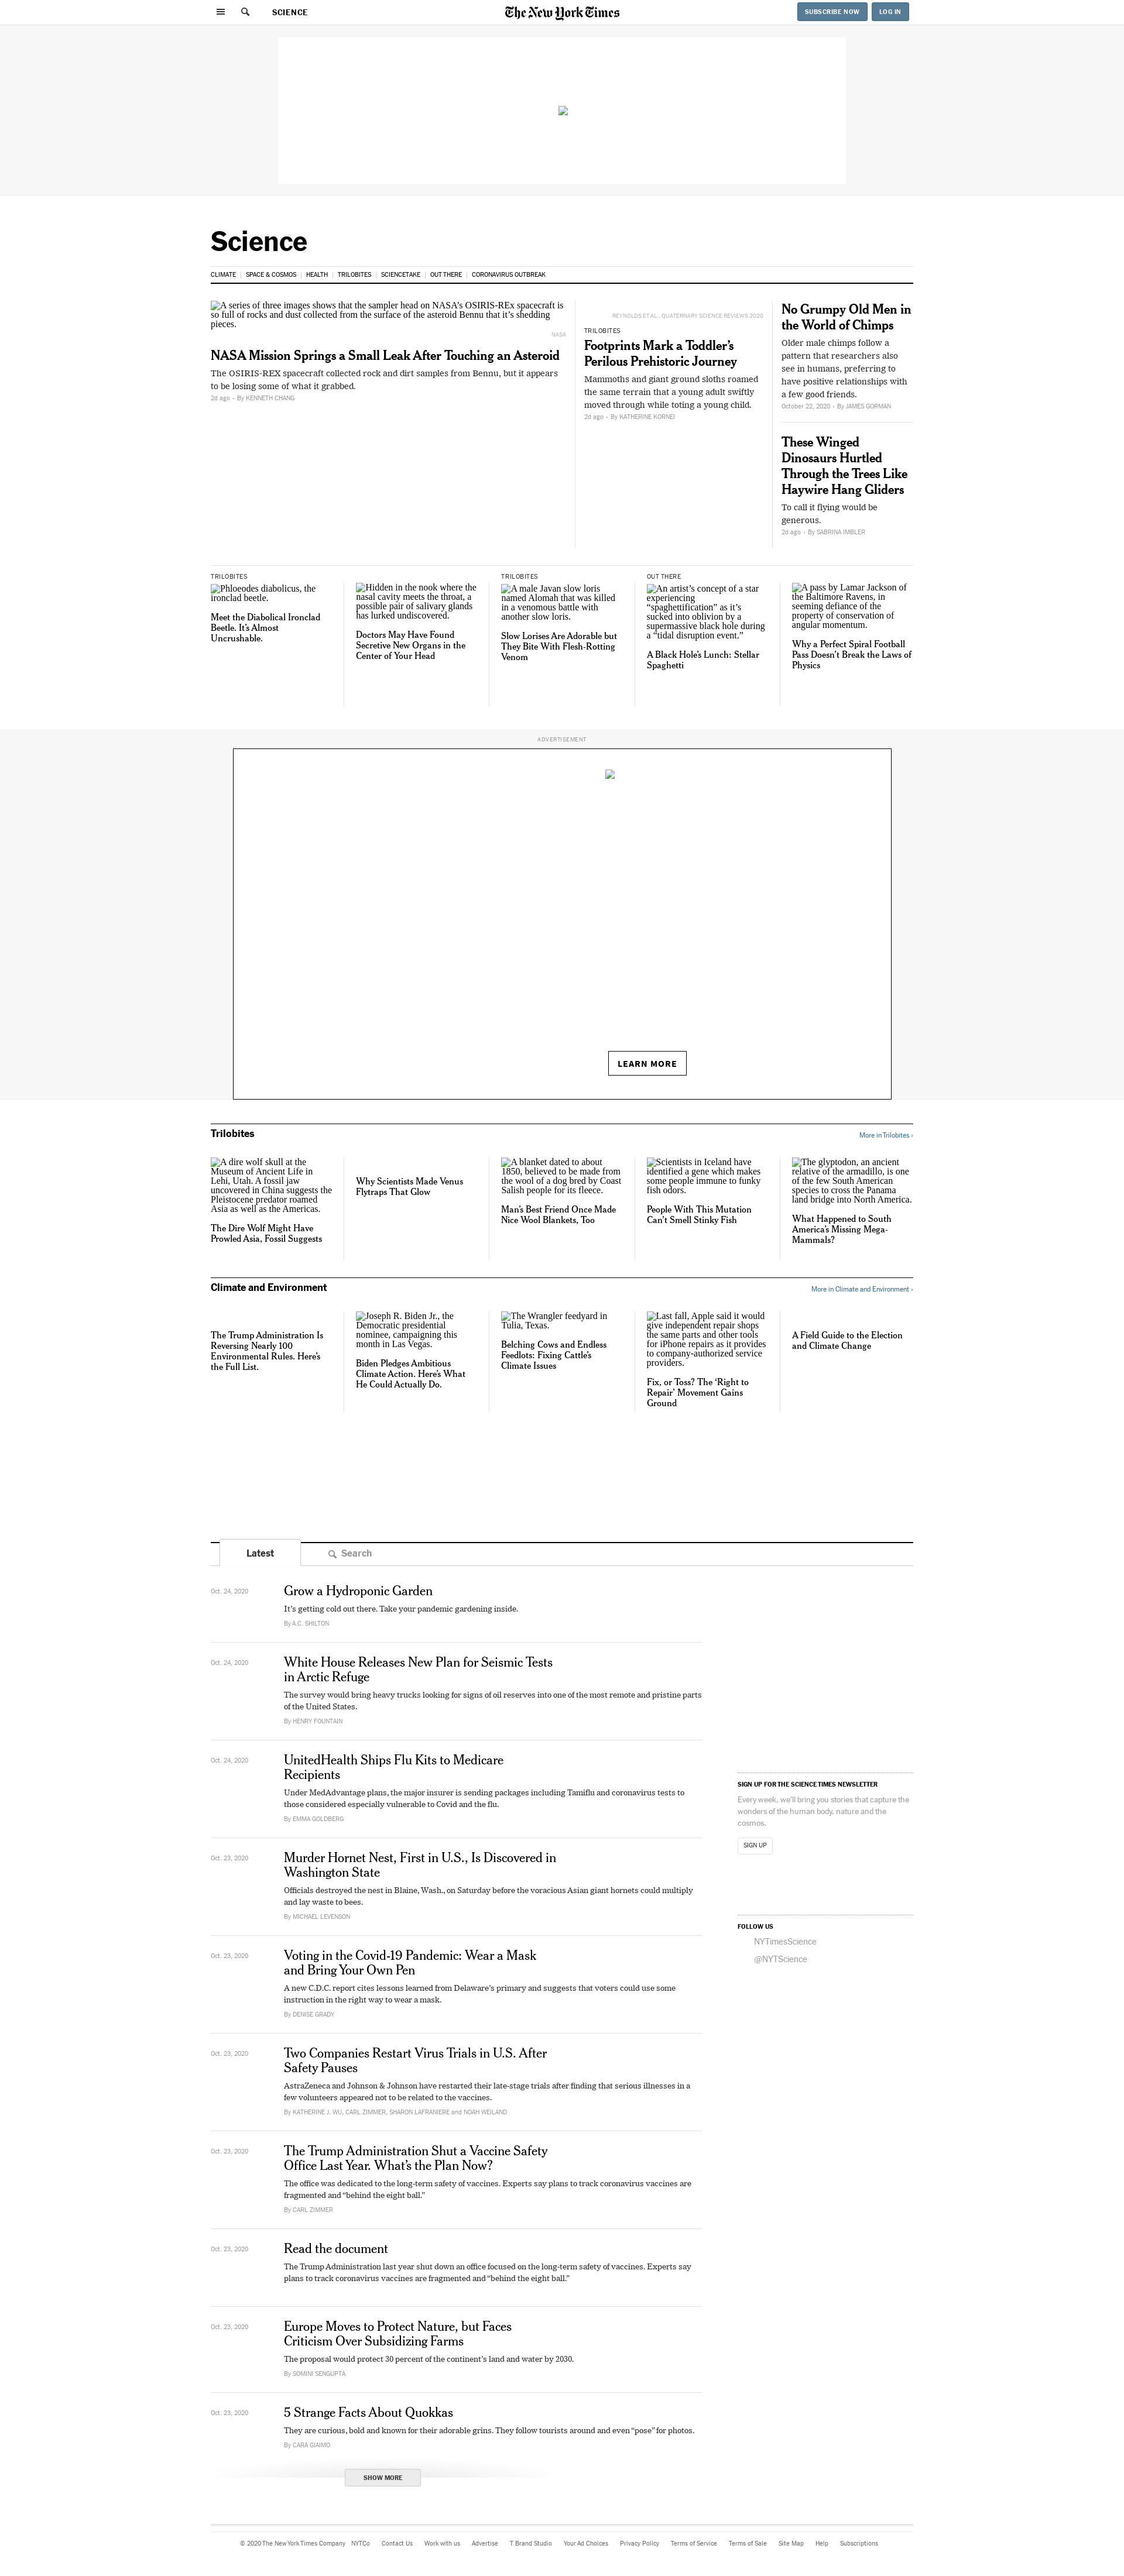 SCIENCE
The New York Times
SUBSCRIBE NOW
LOG IN
Science
CLIMATE
SPACE & COSMOS
HEALTH
TRILOBITES
SCIENCETAKE
OUT THERE
CORONAVIRUS OUTBREAK
A series of three images shows that the sampler head on NASA's OSIRIS-REx spacecraft is
so full of rocks and dust collected from the surface of the asteroid Bennu that it's shedding
pieces.
NASA
NASA Mission Springs a Small Leak After Touching an Asteroid
The OSIRIS-REX spacecraft collected rock and dirt samples from Bennu, but it appears
to be losing some of what it grabbed.
2d ago - By KENNETH CHANG
REYNOLDS ET AL., QUATERNARY SCIENCE REVIEWS 2020
TRILOBITES
Footprints Mark a Toddler's
Perilous Prehistoric Journey
Mammoths and giant ground sloths roamed
the same terrain that a young adult swiftly
moved through while toting a young child.
2d ago - By KATHERINE KORNEI
No Grumpy Old Men in
the World of Chimps
Older male chimps follow a
pattern that researchers also
see in humans, preferring to
have positive relationships with
a few good friends.
October 22, 2020 - By JAMES GORMAN
These Winged
Dinosaurs Hurtled
Through the Trees Like
Haywire Hang Gliders
To call it flying would be
generous.
2d ago - By SABRINA IMBLER
TRILOBITES
Phloeodes diabolicus, the
ironclad beetle.
Meet the Diabolical Ironclad
Beetle. It's Almost
Uncrushable.
Hidden in the nook where the
nasal cavity meets the throat, a
possible pair of salivary glands
has lurked undiscovered.
Doctors May Have Found
Secretive New Organs in the
Center of Your Head
TRILOBITES
A male Javan slow loris
named Alomah that was killed
in a venomous battle with
another slow loris.
Slow Lorises Are Adorable but
They Bite With Flesh-Rotting
Venom
OUT THERE
An artist's concept of a star
experiencing
“spaghettification” as it's
sucked into oblivion by a
supermassive black hole during
a “tidal disruption event.”
A Black Hole's Lunch: Stellar
Spaghetti
A pass by Lamar Jackson of
the Baltimore Ravens, in
seeming defiance of the
property of conservation of
angular momentum.
Why a Perfect Spiral Football
Pass Doesn't Break the Laws of
Physics
ADVERTISEMENT
LEARN MORE
Trilobites
More in Trilobites ›
A dire wolf skull at the
Museum of Ancient Life in
Lehi, Utah. A fossil jaw
uncovered in China suggests the
Pleistocene predator roamed
Asia as well as the Americas.
The Dire Wolf Might Have
Prowled Asia, Fossil Suggests
Why Scientists Made Venus
Flytraps That Glow
A blanket dated to about
1850, believed to be made from
the wool of a dog bred by Coast
Salish people for its fleece.
Man's Best Friend Once Made
Nice Wool Blankets, Too
Scientists in Iceland have
identified a gene which makes
some people immune to funky
fish odors.
People With This Mutation
Can't Smell Stinky Fish
The glyptodon, an ancient
relative of the armadillo, is one
of the few South American
species to cross the Panama
land bridge into North America.
What Happened to South
America's Missing Mega-
Mammals?
Climate and Environment
More in Climate and Environment ›
The Trump Administration Is
Reversing Nearly 100
Environmental Rules. Here's
the Full List.
Joseph R. Biden Jr., the
Democratic presidential
nominee, campaigning this
month in Las Vegas.
Biden Pledges Ambitious
Climate Action. Here's What
He Could Actually Do.
The Wrangler feedyard in
Tulia, Texas.
Belching Cows and Endless
Feedlots: Fixing Cattle's
Climate Issues
Last fall, Apple said it would
give independent repair shops
the same parts and other tools
for iPhone repairs as it provides
to company-authorized service
providers.
Fix, or Toss? The ‘Right to
Repair’ Movement Gains
Ground
A Field Guide to the Election
and Climate Change
Latest
Search
Oct. 24, 2020
Grow a Hydroponic Garden
It's getting cold out there. Take your pandemic gardening inside.
By A.C. SHILTON
Oct. 24, 2020
White House Releases New Plan for Seismic Tests
in Arctic Refuge
The survey would bring heavy trucks looking for signs of oil reserves into one of the most remote and pristine parts
of the United States.
By HENRY FOUNTAIN
Oct. 24, 2020
UnitedHealth Ships Flu Kits to Medicare
Recipients
Under MedAdvantage plans, the major insurer is sending packages including Tamiflu and coronavirus tests to
those considered especially vulnerable to Covid and the flu.
By EMMA GOLDBERG
Oct. 23, 2020
Murder Hornet Nest, First in U.S., Is Discovered in
Washington State
Officials destroyed the nest in Blaine, Wash., on Saturday before the voracious Asian giant hornets could multiply
and lay waste to bees.
By MICHAEL LEVENSON
Oct. 23, 2020
Voting in the Covid-19 Pandemic: Wear a Mask
and Bring Your Own Pen
A new C.D.C. report cites lessons learned from Delaware's primary and suggests that voters could use some
instruction in the right way to wear a mask.
By DENISE GRADY
Oct. 23, 2020
Two Companies Restart Virus Trials in U.S. After
Safety Pauses
AstraZeneca and Johnson & Johnson have restarted their late-stage trials after finding that serious illnesses in a
few volunteers appeared not to be related to the vaccines.
By KATHERINE J. WU, CARL ZIMMER, SHARON LAFRANIERE and NOAH WEILAND
Oct. 23, 2020
The Trump Administration Shut a Vaccine Safety
Office Last Year. What's the Plan Now?
The office was dedicated to the long-term safety of vaccines. Experts say plans to track coronavirus vaccines are
fragmented and “behind the eight ball.”
By CARL ZIMMER
Oct. 23, 2020
Read the document
The Trump Administration last year shut down an office focused on the long-term safety of vaccines. Experts say
plans to track coronavirus vaccines are fragmented and “behind the eight ball.”
Oct. 23, 2020
Europe Moves to Protect Nature, but Faces
Criticism Over Subsidizing Farms
The proposal would protect 30 percent of the continent's land and water by 2030.
By SOMINI SENGUPTA
Oct. 23, 2020
5 Strange Facts About Quokkas
They are curious, bold and known for their adorable grins. They follow tourists around and even “pose” for photos.
By CARA GIAIMO
SHOW MORE
SIGN UP FOR THE SCIENCE TIMES NEWSLETTER
Every week, we'll bring you stories that capture the
wonders of the human body, nature and the
cosmos.
SIGN UP
FOLLOW US
NYTimesScience
@NYTScience
© 2020 The New York Times Company
NYTCo
Contact Us
Work with us
Advertise
T Brand Studio
Your Ad Choices
Privacy Policy
Terms of Service
Terms of Sale
Site Map
Help
Subscriptions